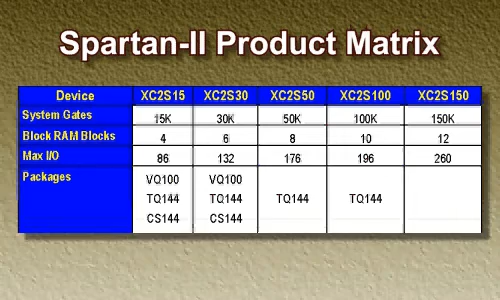 Spartan-II Product Matrix
Device XC2S15 XC2S30 XC2S50 XC2S100 XC2S150
System Gates 15K 30K 50K 100K 150K
Block RAM Blocks 4 6 8 10 12
Max I/O 86 132 176 196 260
Packages VQ100 VQ100
TQ144 TQ144 TQ144 TQ144
CS144 CS144